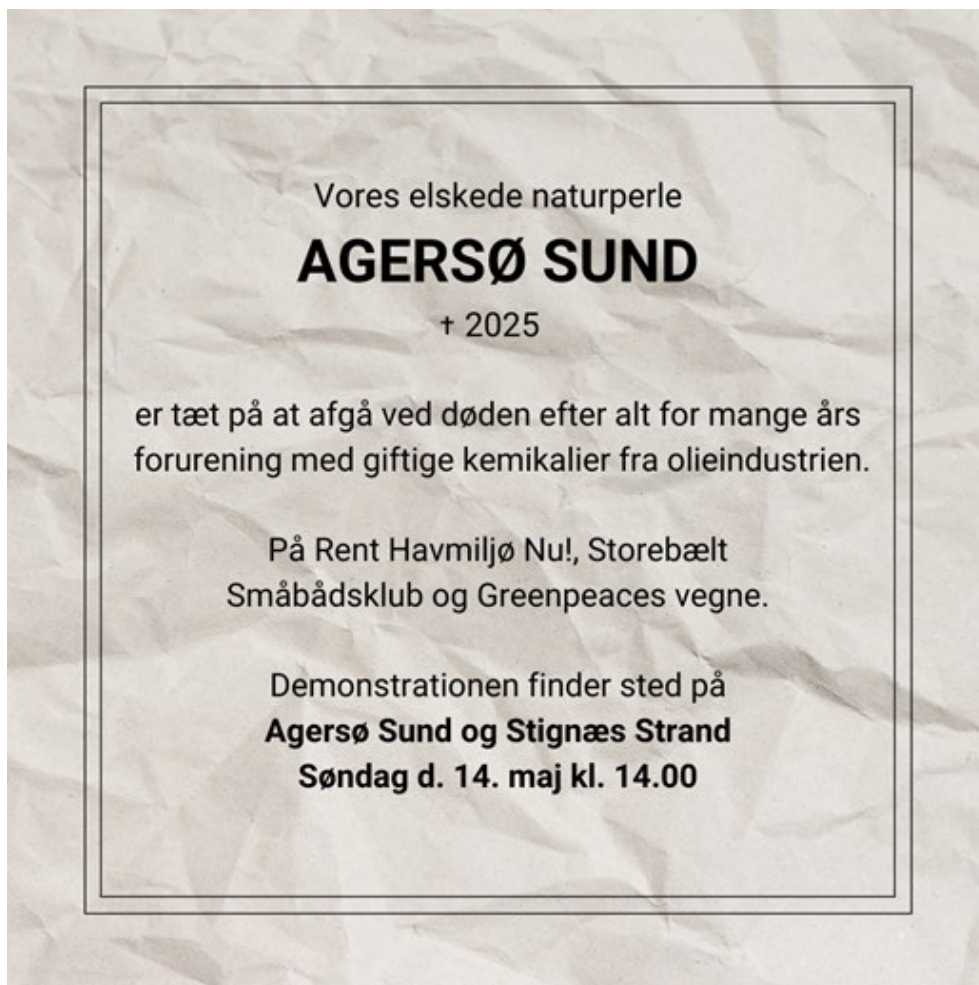 Vores elskede naturperle
AGERSØ SUND
† 2025
er tæt på at afgå ved døden efter alt for mange års
forurening med giftige kemikalier fra olieindustrien.
På Rent Havmiljø Nu!, Storebælt
Småbådsklub og Greenpeaces vegne.
Demonstrationen finder sted på
Agersø Sund og Stignæs Strand
Søndag d. 14. maj kl. 14.00